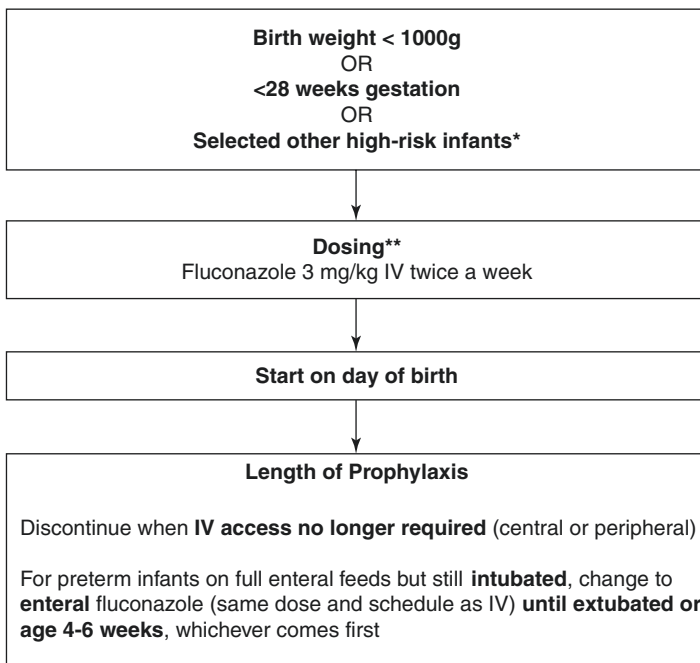 Birth weight < 1000g
OR
<28 weeks gestation
OR
Selected other high-risk infants*
Dosing**
Fluconazole 3 mg/kg IV twice a week
Start on day of birth
Length of Prophylaxis
Discontinue when IV access no longer required (central or peripheral)
For preterm infants on full enteral feeds but still intubated, change to
enteral fluconazole (same dose and schedule as IV) until extubated or
age 4-6 weeks, whichever comes first